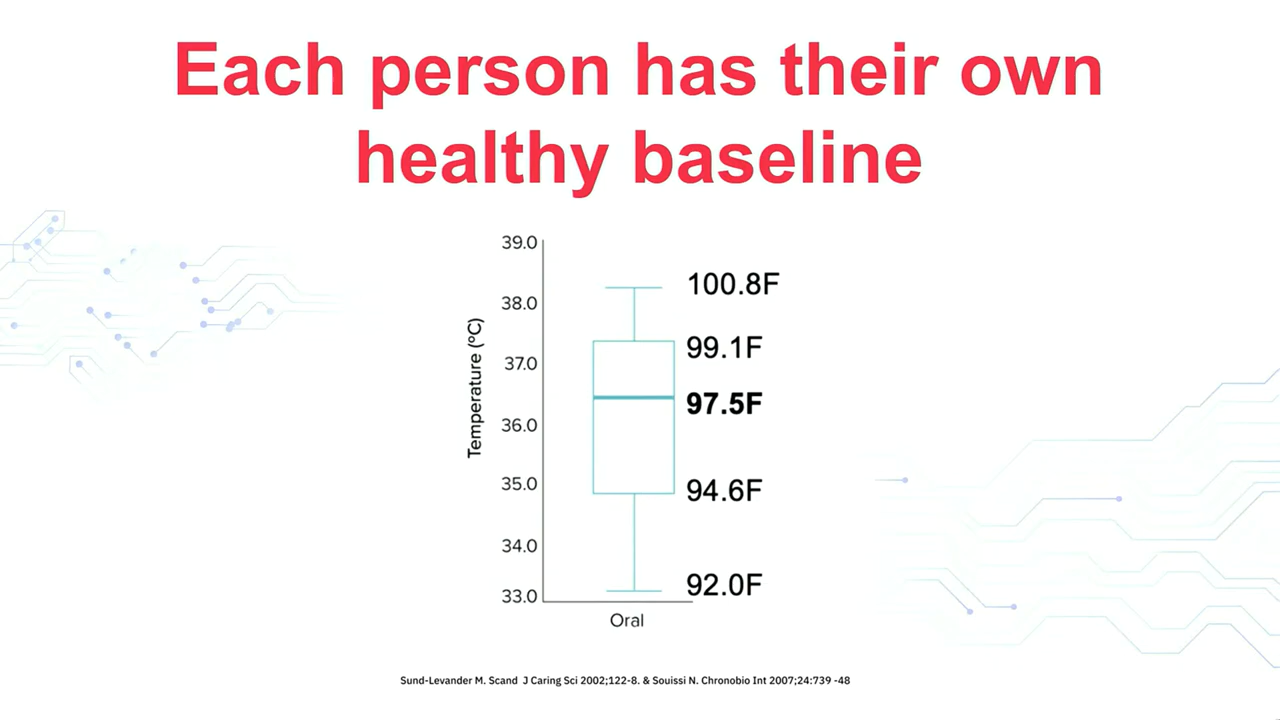 Each person has their own
healthy baseline
39.0
100.8F
38.0
99.1F
37.0
97.5F
36.0
35.0
94.6F
34.0
92.0F
33.0
Temperature (ºC)
Oral
Sund-Levander M. Scand J Caring Sci 2002;122-8. & Souissi N. Chronobio Int 2007;24:739 -48